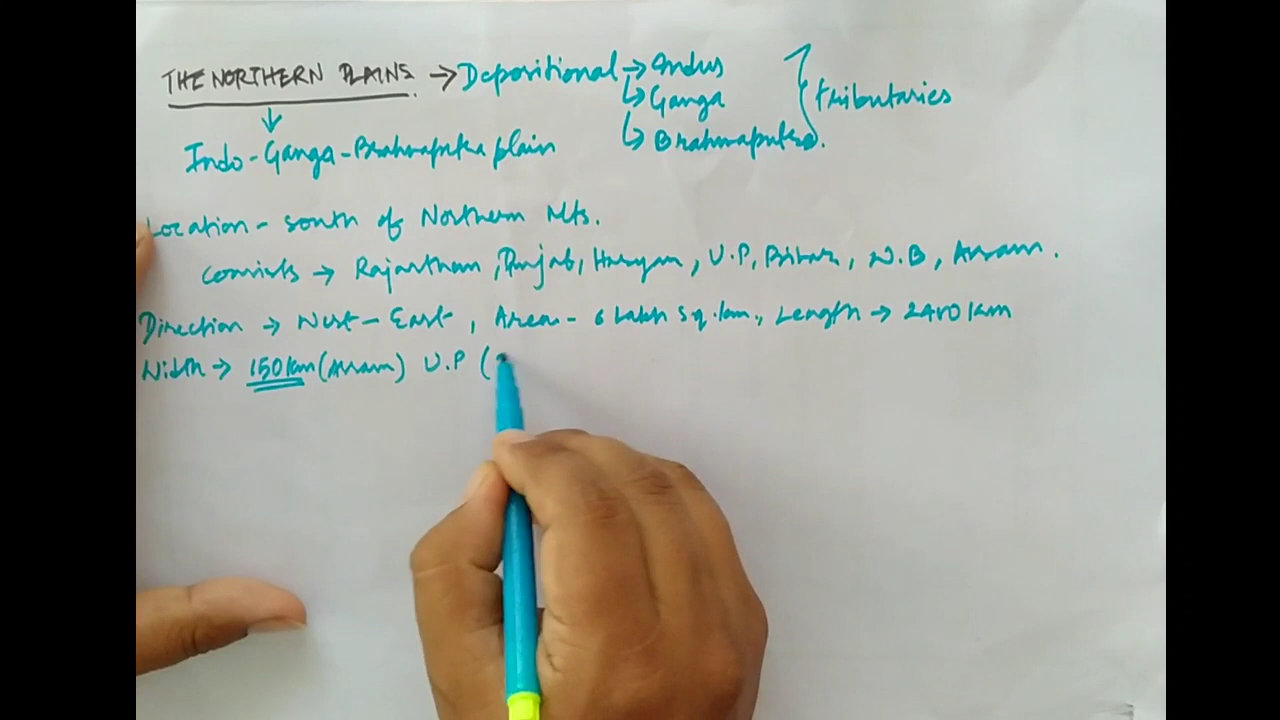 THE NORTHERN PLAINS. → Depositional → Indus
↳ Ganga
↳ Brahmaputra.
} tributaries
↓
Indo-Ganga-Brahmaputra plain
Location - south of Northern Mts.
consists → Rajasthan, Punjab, Haryan, U.P, Bihar, W.B, Assam.
Direction → West - East, Area - 6 Lakh Sq.km., Length → 2400 km
Width → 150 km (Assam) U.P (